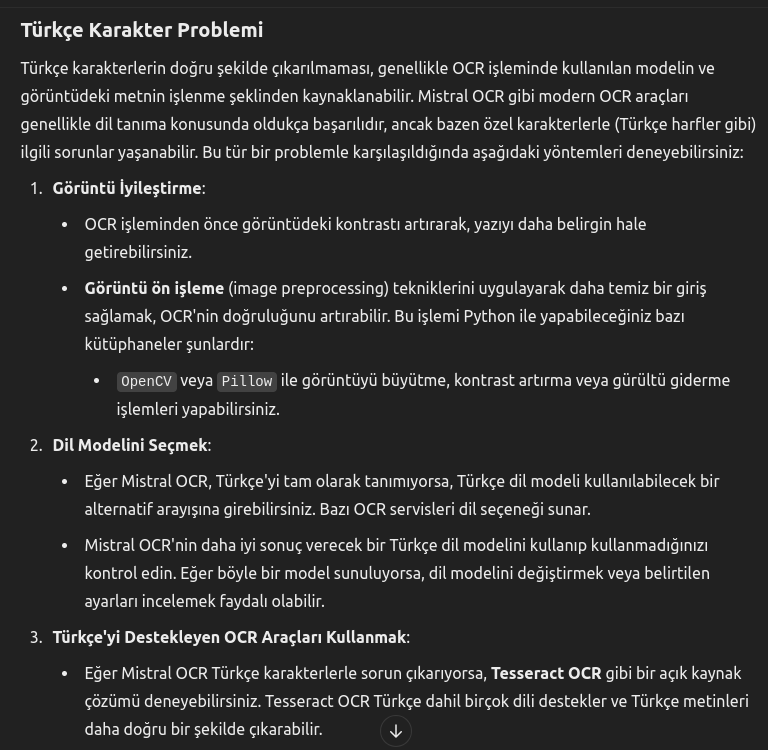 Türkçe Karakter Problemi
Türkçe karakterlerin doğru şekilde çıkarılmaması, genellikle OCR işleminde kullanılan modelin ve
görüntüdeki metnin işlenme şeklinden kaynaklanabilir. Mistral OCR gibi modern OCR araçları
genellikle dil tanıma konusunda oldukça başarılıdır, ancak bazen özel karakterlerle (Türkçe harfler gibi)
ilgili sorunlar yaşanabilir. Bu tür bir problemle karşılaşıldığında aşağıdaki yöntemleri deneyebilirsiniz:
1. Görüntü İyileştirme:
• OCR işleminden önce görüntüdeki kontrastı artırarak, yazıyı daha belirgin hale
getirebilirsiniz.
• Görüntü ön işleme (image preprocessing) tekniklerini uygulayarak daha temiz bir giriş
sağlamak, OCR'nin doğruluğunu artırabilir. Bu işlemi Python ile yapabileceğiniz bazı
kütüphaneler şunlardır:
• OpenCV veya Pillow ile görüntüyü büyütme, kontrast artırma veya gürültü giderme
işlemleri yapabilirsiniz.
2. Dil Modelini Seçmek:
• Eğer Mistral OCR, Türkçe'yi tam olarak tanımıyorsa, Türkçe dil modeli kullanılabilecek bir
alternatif arayışına girebilirsiniz. Bazı OCR servisleri dil seçeneği sunar.
• Mistral OCR'nin daha iyi sonuç verecek bir Türkçe dil modelini kullanıp kullanmadığınızı
kontrol edin. Eğer böyle bir model sunuluyorsa, dil modelini değiştirmek veya belirtilen
ayarları incelemek faydalı olabilir.
3. Türkçe'yi Destekleyen OCR Araçları Kullanmak:
• Eğer Mistral OCR Türkçe karakterlerle sorun çıkarıyorsa, Tesseract OCR gibi bir açık kaynak
çözümü deneyebilirsiniz. Tesseract OCR Türkçe dahil birçok dili destekler ve Türkçe metinleri
daha doğru bir şekilde çıkarabilir.